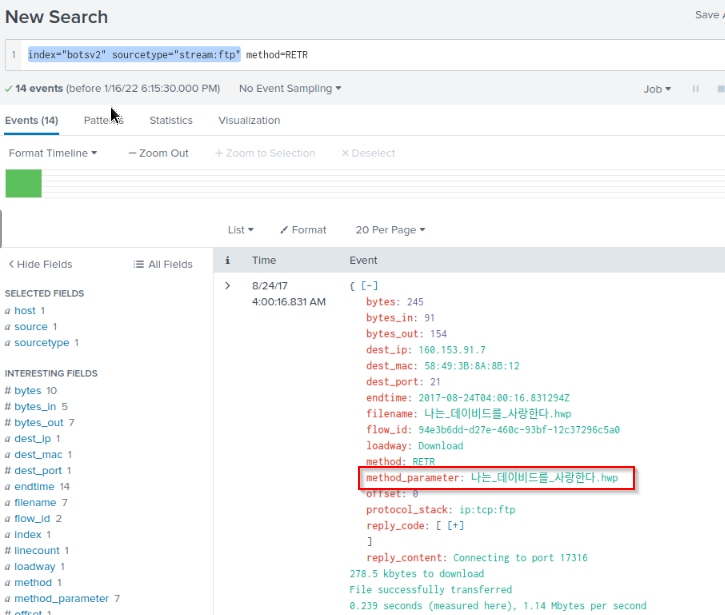 New Search
Save
1 index="botsv2" sourcetype="stream:ftp" method=RETR
✓ 14 events (before 1/16/22 6:15:30.000 PM) No Event Sampling ▾ Job ▾
Events (14) Patterns Statistics Visualization
Format Timeline ▾ — Zoom Out + Zoom to Selection × Deselect
List ▾ Format 20 Per Page ▾
< Hide Fields All Fields
i Time Event
SELECTED FIELDS
a host 1
a source 1
a sourcetype 1
INTERESTING FIELDS
# bytes 10
# bytes_in 5
# bytes_out 7
a dest_ip 1
a dest_mac 1
# dest_port 1
a endtime 14
a filename 7
a flow_id 2
a index 1
# linecount 1
a loadway 1
a method 1
a method_parameter 7
# offset 1
> 8/24/17
4:00:16.831 AM
{ [-]
bytes: 245
bytes_in: 91
bytes_out: 154
dest_ip: 160.153.91.7
dest_mac: 58:49:3B:8A:8B:12
dest_port: 21
endtime: 2017-08-24T04:00:16.831294Z
filename: 나는_데이비드를_사랑한다.hwp
flow_id: 94e3b6dd-d27e-460c-93bf-12c37296c5a0
loadway: Download
method: RETR
method_parameter: 나는_데이비드를_사랑한다.hwp
offset: 0
protocol_stack: ip:tcp:ftp
reply_code: [ [+]
]
reply_content: Connecting to port 17316
278.5 kbytes to download
File successfully transferred
0.239 seconds (measured here), 1.14 Mbytes per second